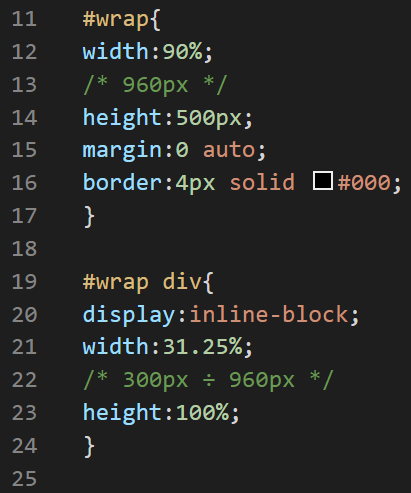 11 #wrap{
12 width:90%;
13 /* 960px */
14 height:500px;
15 margin:0 auto;
16 border:4px solid #000;
17 }
18
19 #wrap div{
20 display:inline-block;
21 width:31.25%;
22 /* 300px ÷ 960px */
23 height:100%;
24 }
25